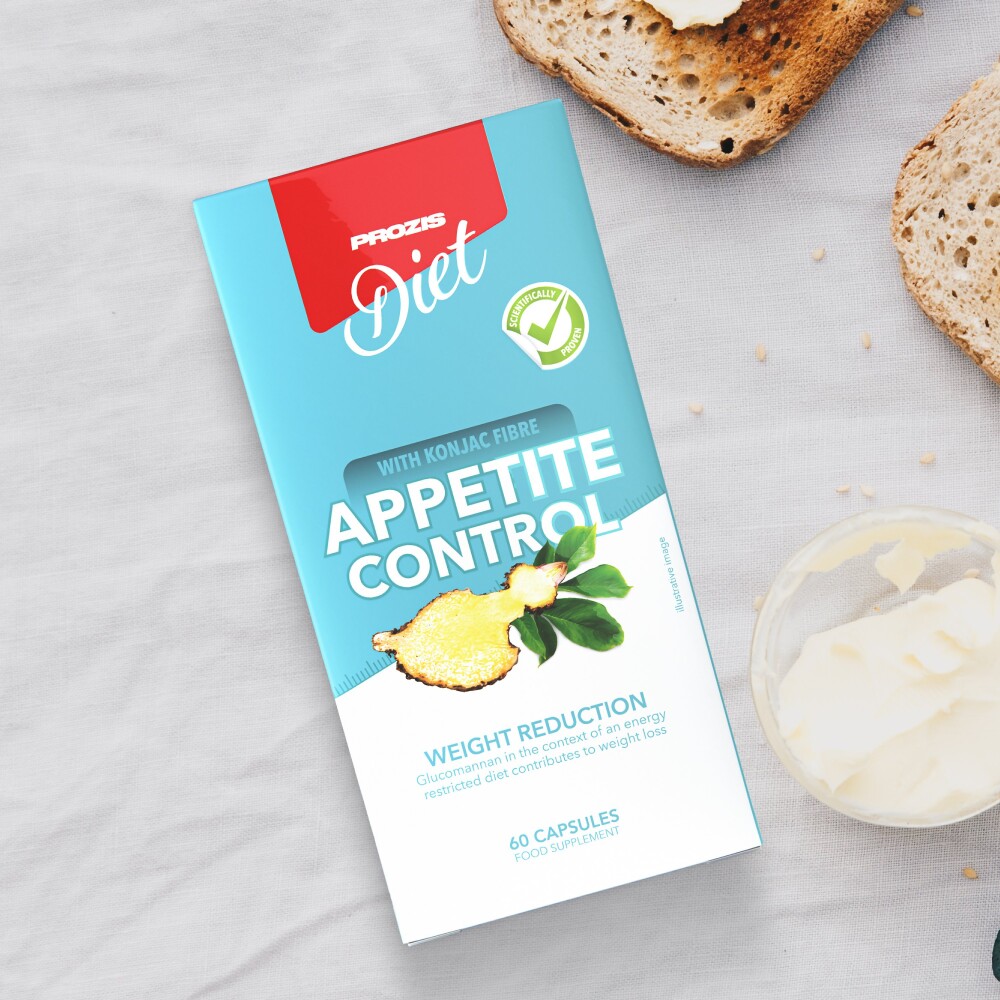 PROZIS
Diet
SCIENTIFICALLY
PROVEN
WITH KONJAC FIBRE
APPETITE
CONTROL
illustrative image
WEIGHT REDUCTION
Glucomannan in the context of an energy
restricted diet contributes to weight loss
60 CAPSULES
FOOD SUPPLEMENT